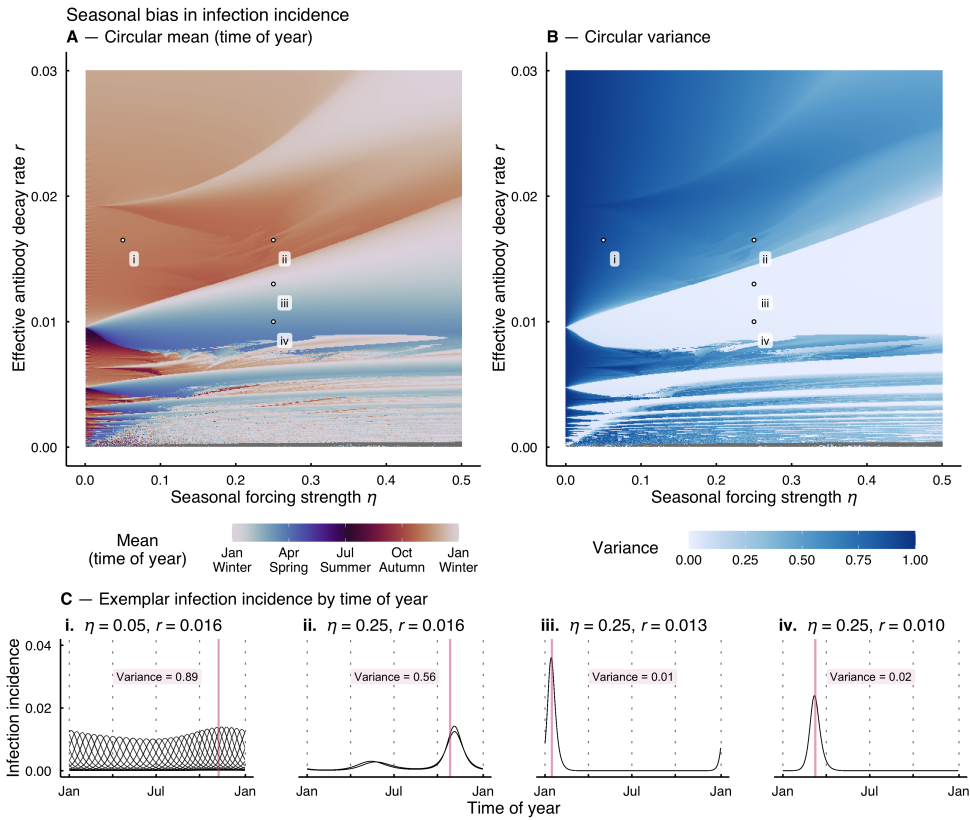 Seasonal bias in infection incidence
A — Circular mean (time of year)
B — Circular variance
Effective antibody decay rate r
0.03
0.02
0.01
0.00
i
ii
iii
iv
0.0 0.1 0.2 0.3 0.4 0.5
Seasonal forcing strength η
Effective antibody decay rate r
0.03
0.02
0.01
0.00
i
ii
iii
iv
0.0 0.1 0.2 0.3 0.4 0.5
Seasonal forcing strength η
Mean
(time of year)
Jan Apr Jul Oct Jan
Winter Spring Summer Autumn Winter
Variance
0.00 0.25 0.50 0.75 1.00
C — Exemplar infection incidence by time of year
i. η = 0.05, r = 0.016
ii. η = 0.25, r = 0.016
iii. η = 0.25, r = 0.013
iv. η = 0.25, r = 0.010
Infection incidence
0.04
0.02
0.00
Variance = 0.89
Variance = 0.56
Variance = 0.01
Variance = 0.02
Jan Jul Jan
Jan Jul Jan
Jan Jul Jan
Jan Jul Jan
Time of year